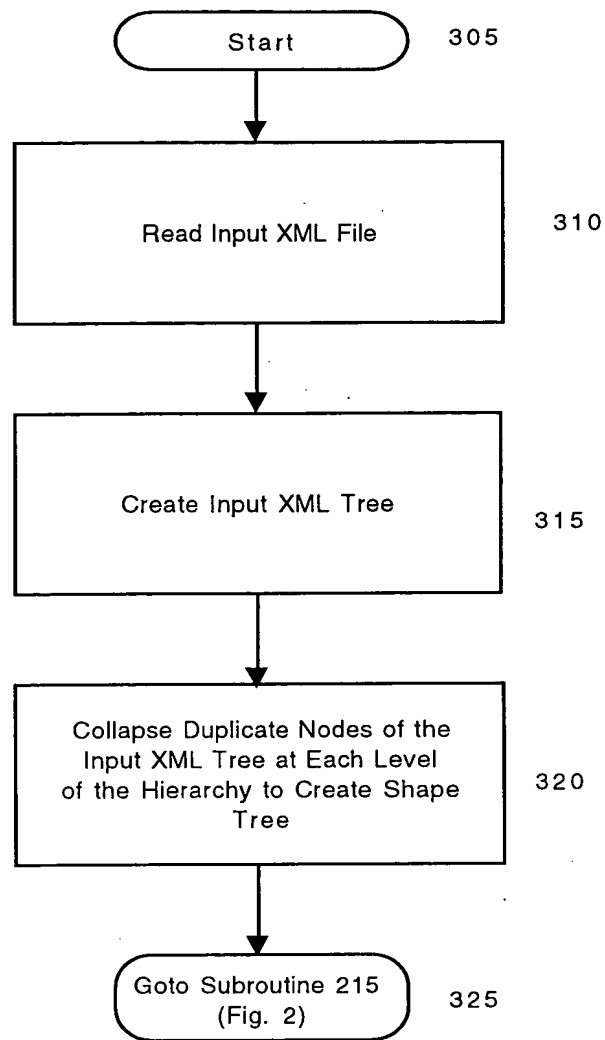 Start
305
Read Input XML File
310
Create Input XML Tree
315
Collapse Duplicate Nodes of the
Input XML Tree at Each Level
of the Hierarchy to Create Shape
Tree
320
Goto Subroutine 215
(Fig. 2)
325